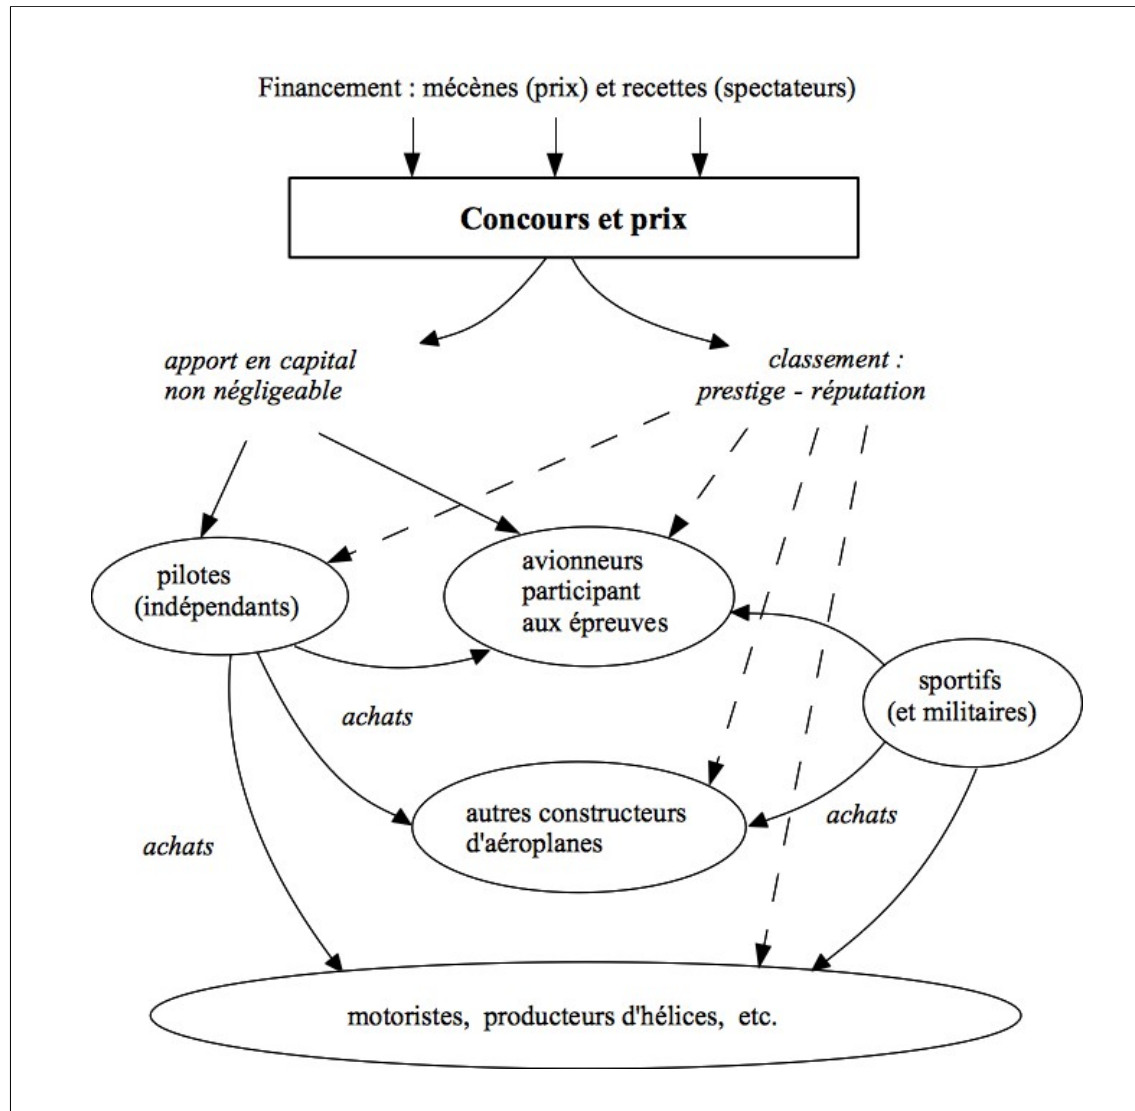 Financement : mécènes (prix) et recettes (spectateurs)
Concours et prix
apport en capital
non négligeable
classement :
prestige - réputation
pilotes
(indépendants)
avionneurs
participant
aux épreuves
sportifs
(et militaires)
achats
autres constructeurs
d'aéroplanes
achats
achats
motoristes, producteurs d'hélices, etc.